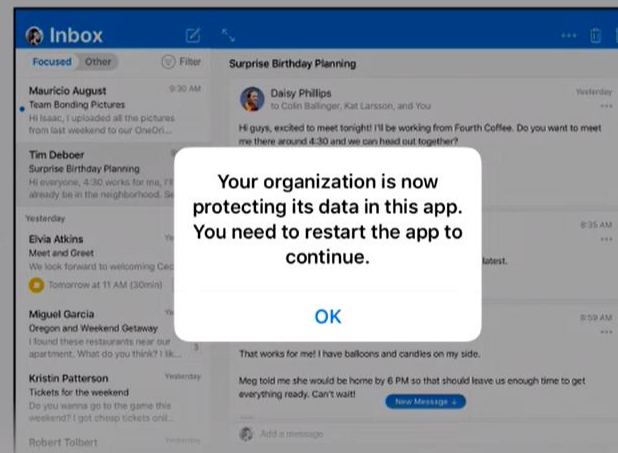 Inbox
Focused Other Filter
Mauricio August 9:30 AM
Team Bonding Pictures
Hi Isaac, I uploaded all the pictures
from last weekend to our OneDri...
Tim Deboer
Surprise Birthday Planning
Hi everyone, 4:30 works for me, I'll
already be in the neighborhood.
Yesterday
Elvia Atkins
Meet and Greet
We look forward to welcoming
Tomorrow at 11 AM (30min)
Miguel Garcia
Oregon and Weekend Getaway
I found these restaurants near our
apartment. What do you think? I lik... 3
Kristin Patterson Yesterday
Tickets for the weekend
Do you wanna go to the game this
weekend? I got cheap tickets onli...
Robert Tolbert Yesterday
Surprise Birthday Planning
Daisy Phillips Yesterday
to Colin Ballinger, Kat Larsson, and You
Hi guys, excited to meet tonight! I'll be working from Fourth Coffee. Do you want to meet
me there around 4:30 and we can head out together?
Your organization is now
protecting its data in this app.
You need to restart the app to
continue.
OK
8:35 AM
latest.
8:59 AM
That works for me! I have balloons and candles on my side.
Meg told me she would be home by 6 PM so that should leave us enough time to get
everything ready. Can't wait!
New Message ↓
Add a message